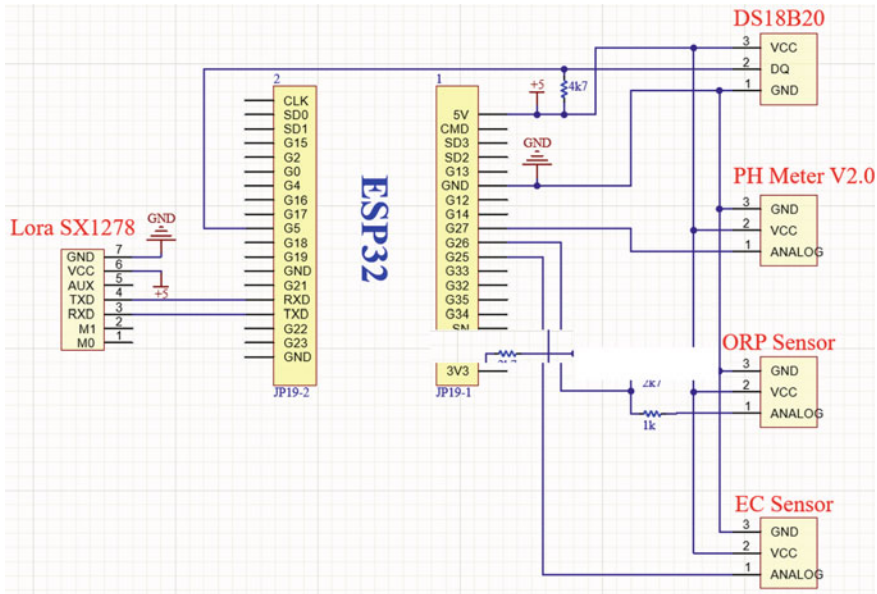 DS18B20
3 VCC
2 DQ
1 GND
4k7
+5
GND
2
CLK
SD0
SD1
G15
G2
G0
G4
G16
G17
G5
G18
G19
GND
G21
RXD
TXD
G22
G23
GND
JP19-2
ESP32
1
5V
CMD
SD3
SD2
G13
GND
G12
G14
G27
G26
G25
G33
G32
G35
G34
SN
3V3
JP19-1
Lora SX1278
GND
+5
GND 7
VCC 6
AUX 5
TXD 4
RXD 3
M1 2
M0 1
PH Meter V2.0
3 GND
2 VCC
1 ANALOG
ORP Sensor
3 GND
2 VCC
1 ANALOG
2k7
1k
EC Sensor
3 GND
2 VCC
1 ANALOG